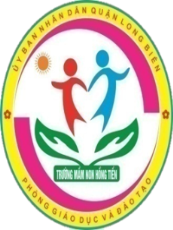 ỦY BAN NHÂN DÂN QUẬN LONG BIÊN
TRƯỜNG MẦM NON HỒNG TIẾN
PHÒNG GIÁO DỤC VÀ ĐÀO TẠO